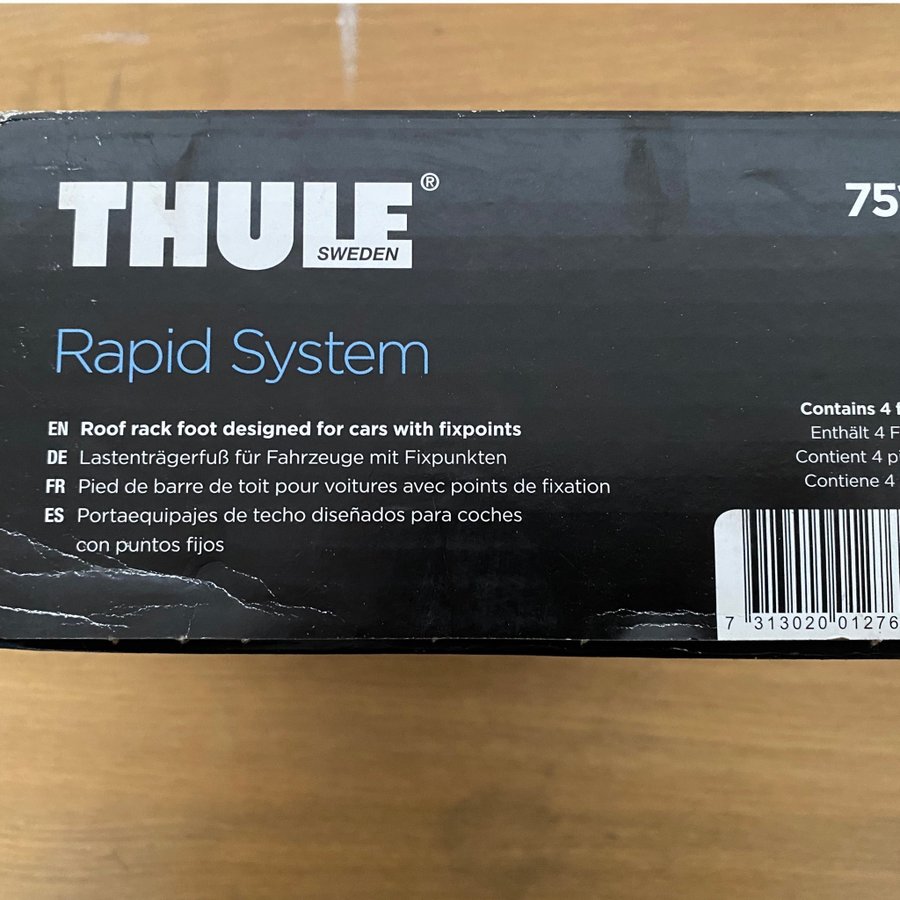 THULE®
SWEDEN
75
Rapid System
EN Roof rack foot designed for cars with fixpoints
DE Lastenträgerfuß für Fahrzeuge mit Fixpunkten
FR Pied de barre de toit pour voitures avec points de fixation
ES Portaequipajes de techo diseñados para coches
con puntos fijos
Contains 4
Enthält 4
Contient 4
Contiene 4
7 313020 01276